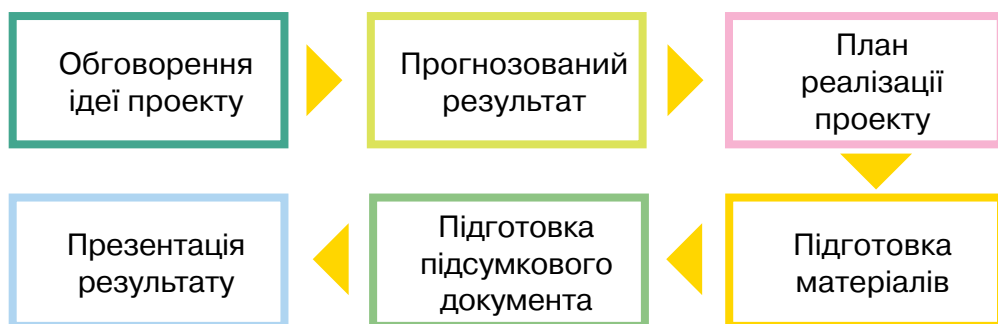 Обговорення
ідеї проекту
Прогнозований
результат
План
реалізації
проекту
Підготовка
матеріалів
Підготовка
підсумкового
документа
Презентація
результату